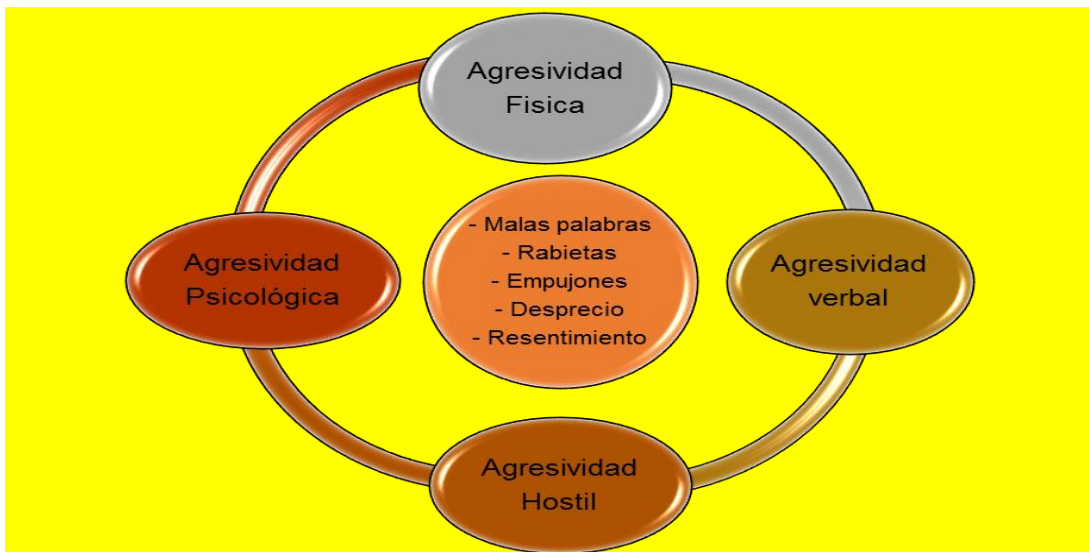 Agresividad
Fisica
- Malas palabras
- Rabietas
- Empujones
- Desprecio
- Resentimiento
Agresividad
Psicológica
Agresividad
verbal
Agresividad
Hostil